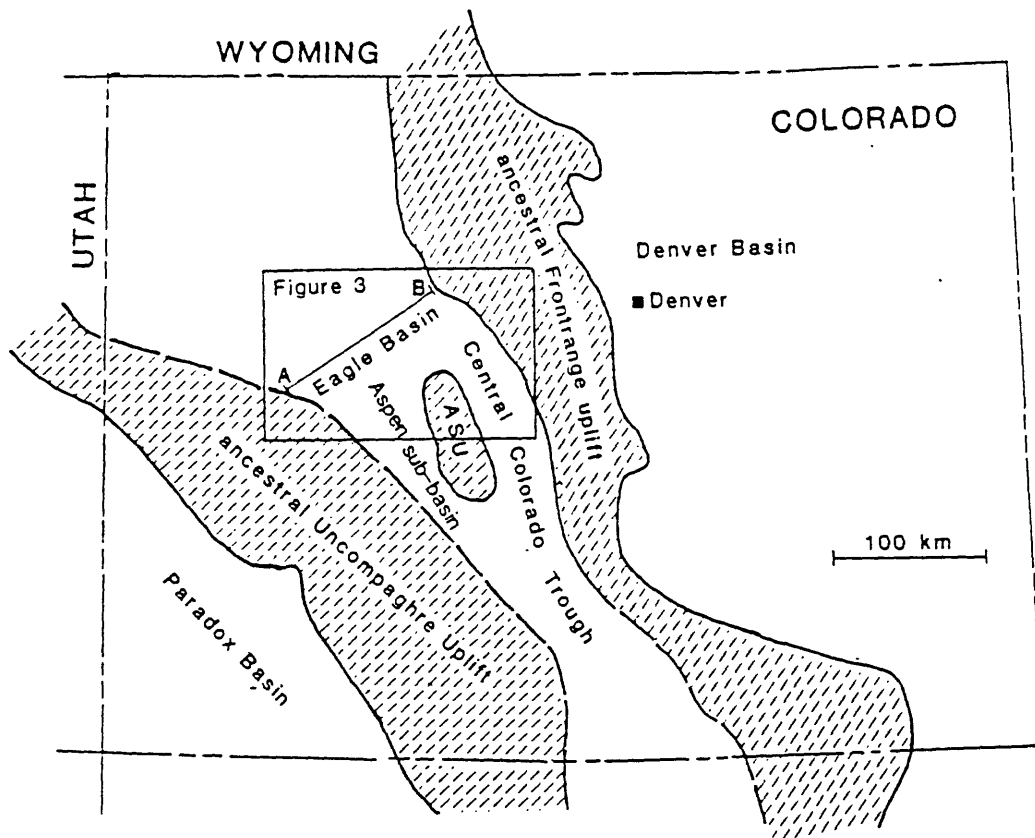 WYOMING
COLORADO
UTAH
ancestral Frontrange uplift
Denver Basin
Denver
Figure 3
B
A
Eagle Basin
Central Colorado Trough
Aspen sub-basin
ASU
ancestral Uncompaghre Uplift
Paradox Basin
100 km